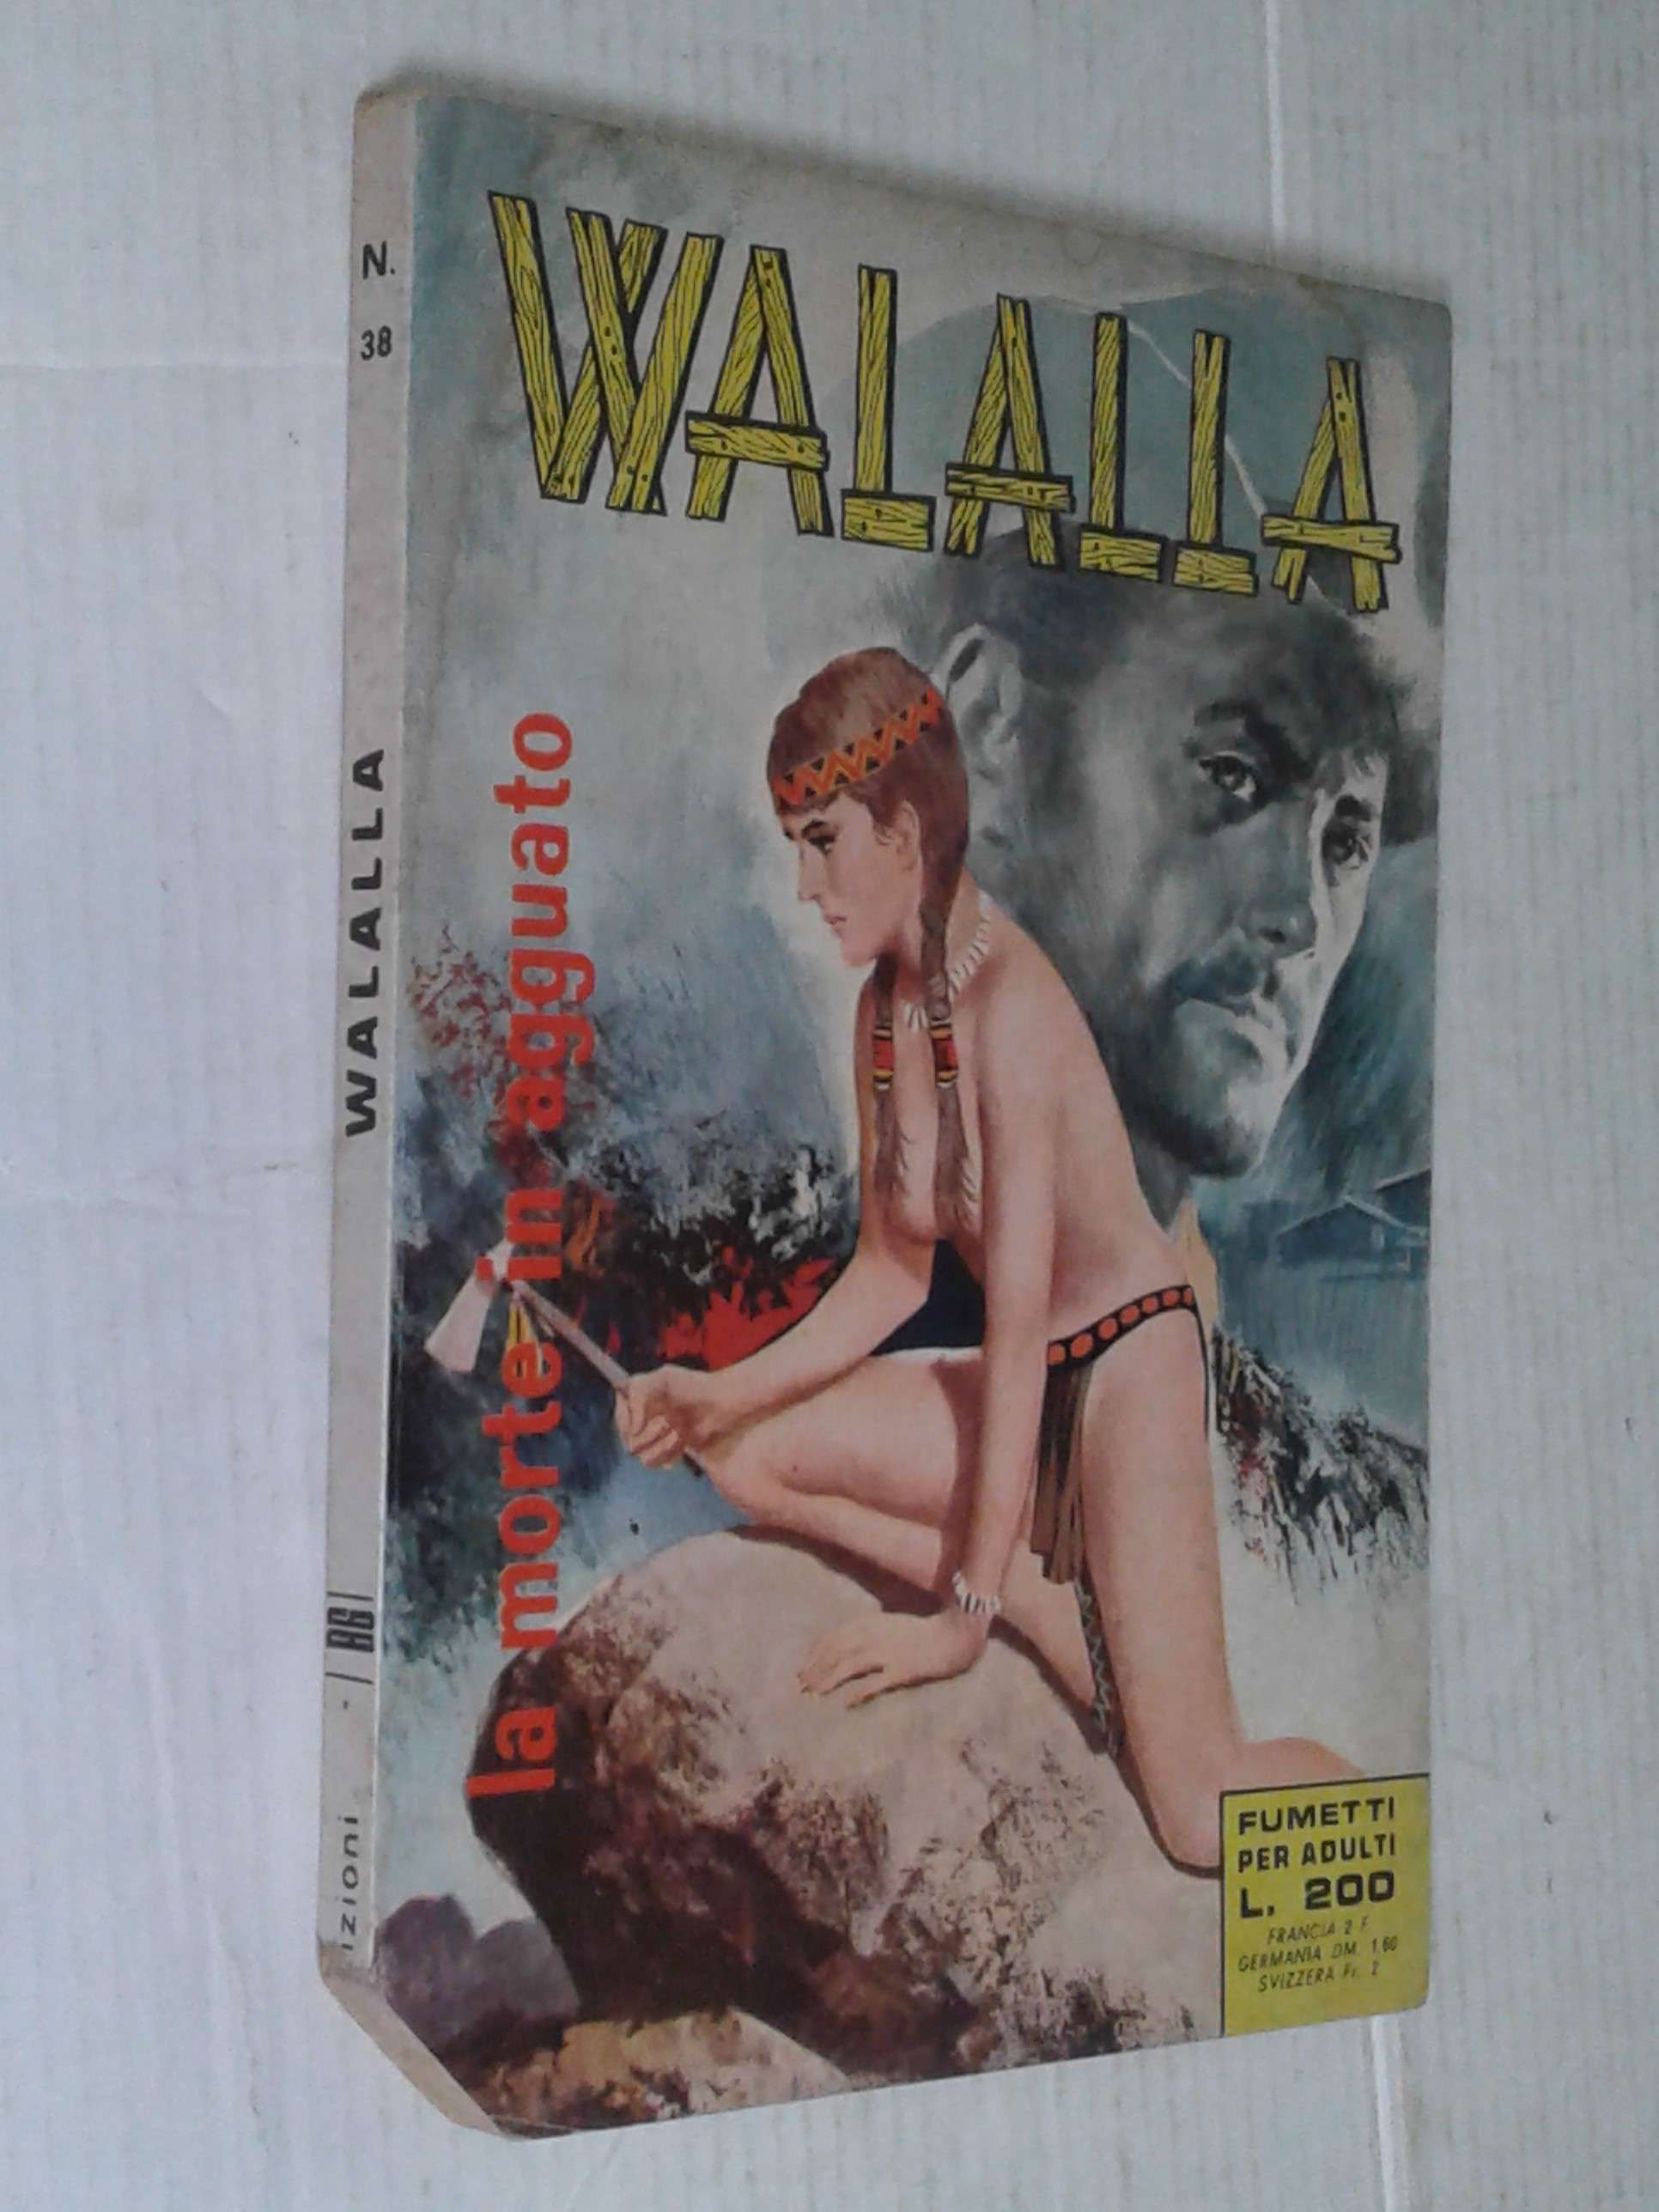 WALALLA
la morte in agguato
FUMETTI
PER ADULTI
L. 200
FRANCIA 2 F
GERMANIA DM. 1.60
SVIZZERA Fr. 2
N.
38
WALALLA
izioni